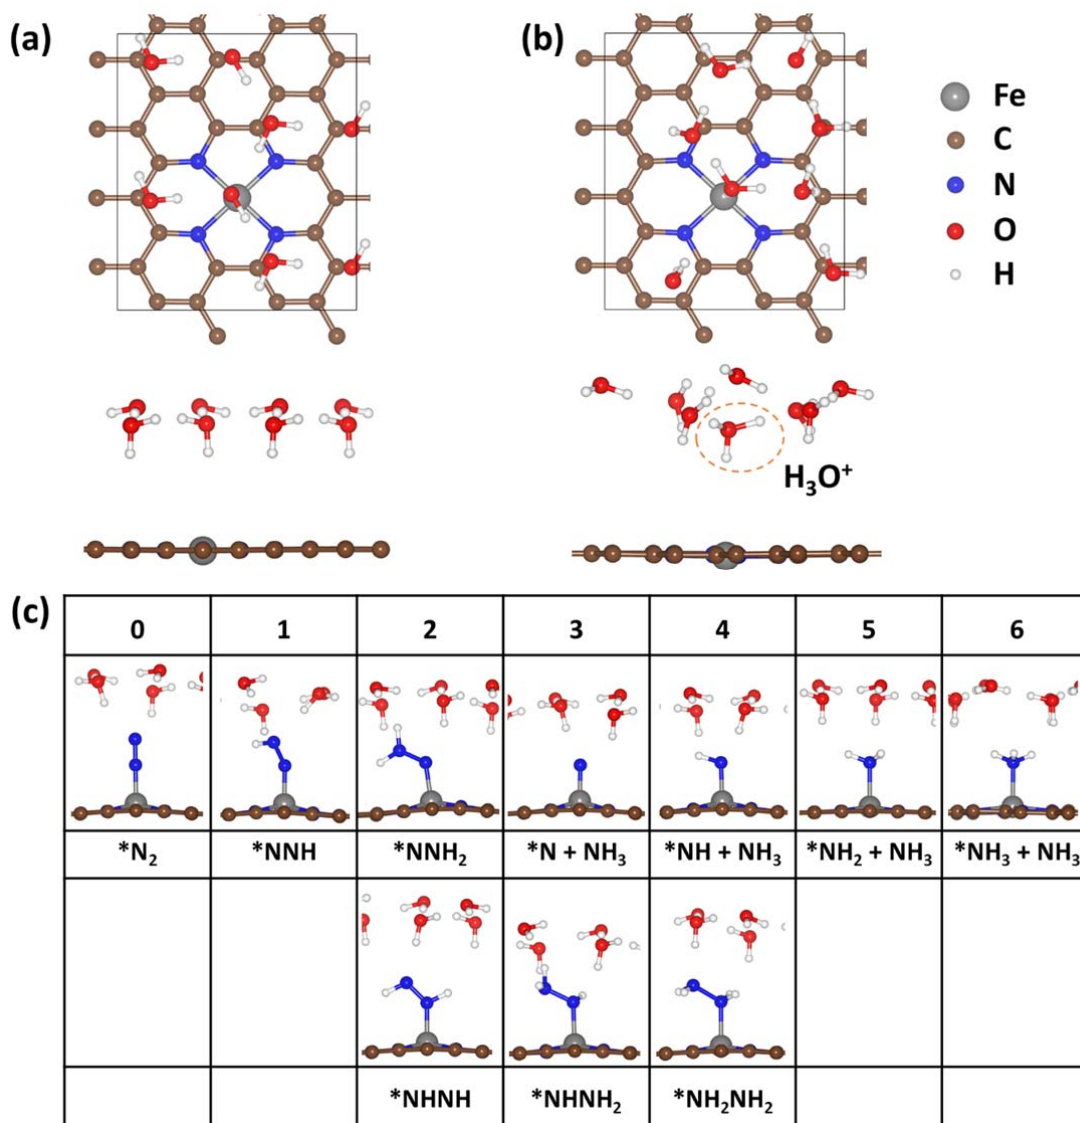 (a)
(b)
Fe
C
N
O
H
H₃O⁺
(c)
0 1 2 3 4 5 6
*N₂ *NNH *NNH₂ *N + NH₃ *NH + NH₃ *NH₂ + NH₃ *NH₃ + NH₃
*NHNH *NHNH₂ *NH₂NH₂